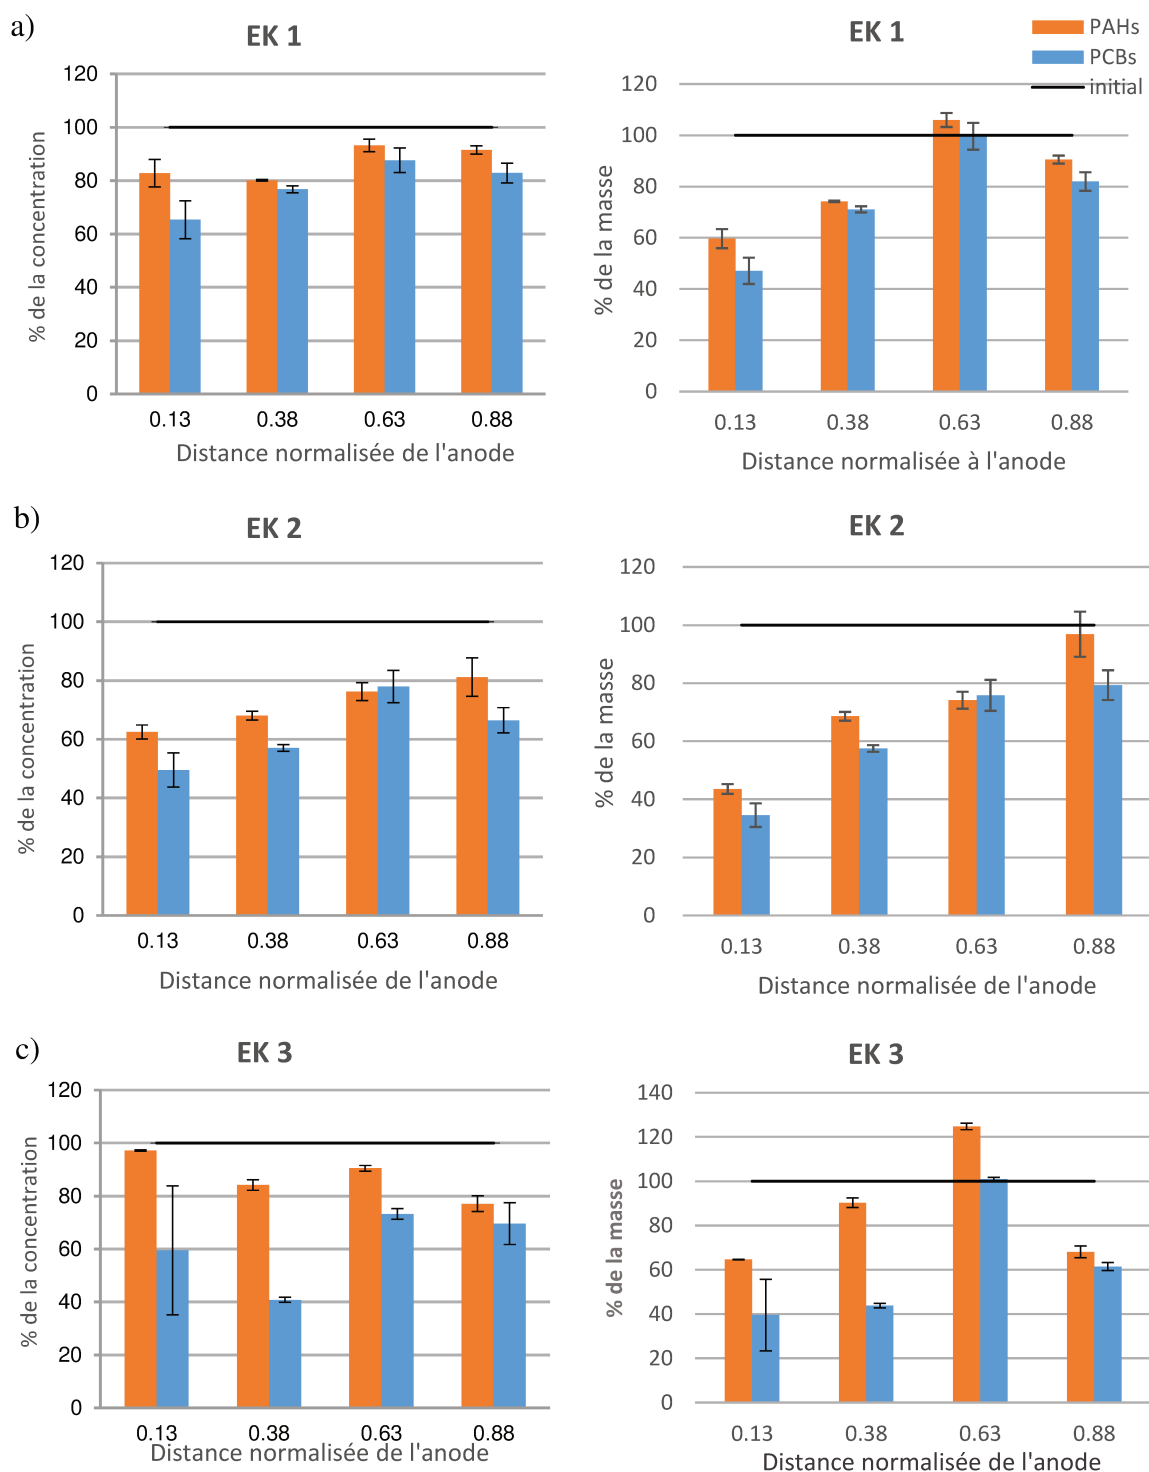 a)
EK 1
120
100
80
60
40
20
0
% de la concentration
0.13 0.38 0.63 0.88
Distance normalisée de l'anode
EK 1
PAHs
PCBs
initial
120
100
80
60
40
20
0
% de la masse
0.13 0.38 0.63 0.88
Distance normalisée à l'anode
b)
EK 2
120
100
80
60
40
20
0
% de la concentration
0.13 0.38 0.63 0.88
Distance normalisée de l'anode
EK 2
120
100
80
60
40
20
0
% de la masse
0.13 0.38 0.63 0.88
Distance normalisée de l'anode
c)
EK 3
120
100
80
60
40
20
0
% de la concentration
0.13 0.38 0.63 0.88
Distance normalisée de l'anode
EK 3
140
120
100
80
60
40
20
0
% de la masse
0.13 0.38 0.63 0.88
Distance normalisée de l'anode